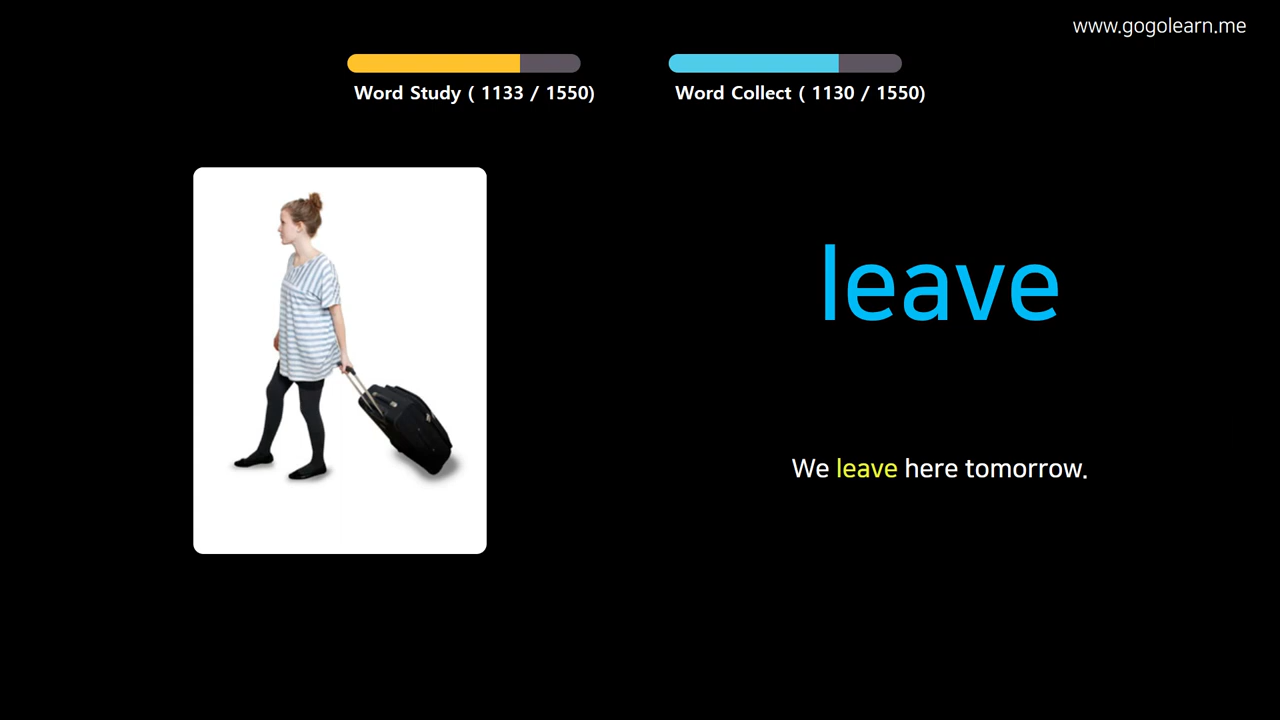 www.gogolearn.me
Word Study ( 1133 / 1550)
Word Collect ( 1130 / 1550)
leave
We leave here tomorrow.